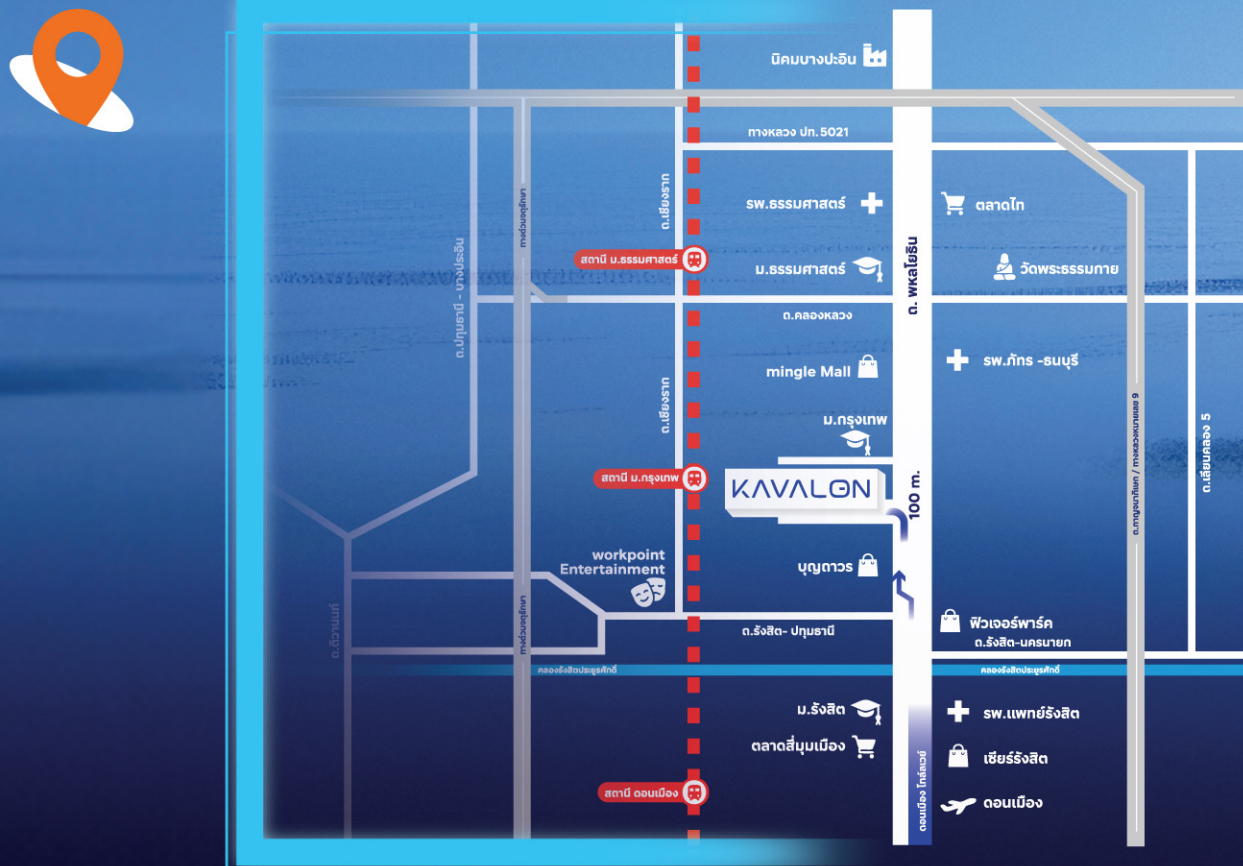 นิคมบางปะอิน
ทางหลวง ปท.5021
ถ.เชียงราก
ทางด่วนอุดรรัถยา
รพ.ธรรมศาสตร์
ตลาดไท
สถานี ม.ธรรมศาสตร์
ม.ธรรมศาสตร์
ถ. พหลโยธิน
วัดพระธรรมกาย
ถ.ปทุมธานี - บางปะอิน
ถ.คลองหลวง
mingle Mall
รพ.ภัทร -ธนบุรี
ถ.เชียงราก
ม.กรุงเทพ
ถ.กาญจนาภิเษก / ทางหลวงหมายเลข 9
ถ.เลียบคลอง 5
สถานี ม.กรุงเทพ
KAVALON
100 m.
workpoint
Entertainment
บุญถาวร
ถ.ติวานนท์
ทางด่วนอุดรรัถยา
ถ.รังสิต- ปทุมธานี
ฟิวเจอร์พาร์ค
ถ.รังสิต-นครนายก
คลองรังสิตประยูรศักดิ์
คลองรังสิตประยูรศักดิ์
ม.รังสิต
รพ.แพทย์รังสิต
ตลาดสี่มุมเมือง
เซียร์รังสิต
สถานี ดอนเมือง
ดอนเมือง โทล์ลเวย์
ดอนเมือง